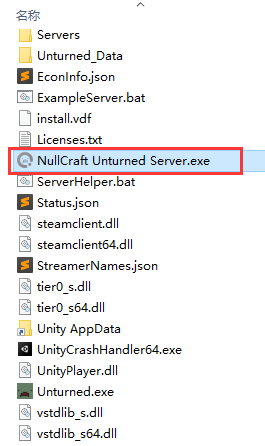 名称
Servers
Unturned_Data
EconInfo.json
ExampleServer.bat
install.vdf
Licenses.txt
NullCraft Unturned Server.exe
ServerHelper.bat
Status.json
steamclient.dll
steamclient64.dll
StreamerNames.json
tier0_s.dll
tier0_s64.dll
Unity AppData
UnityCrashHandler64.exe
UnityPlayer.dll
Unturned.exe
vstdlib_s.dll
vstdlib_s64.dll